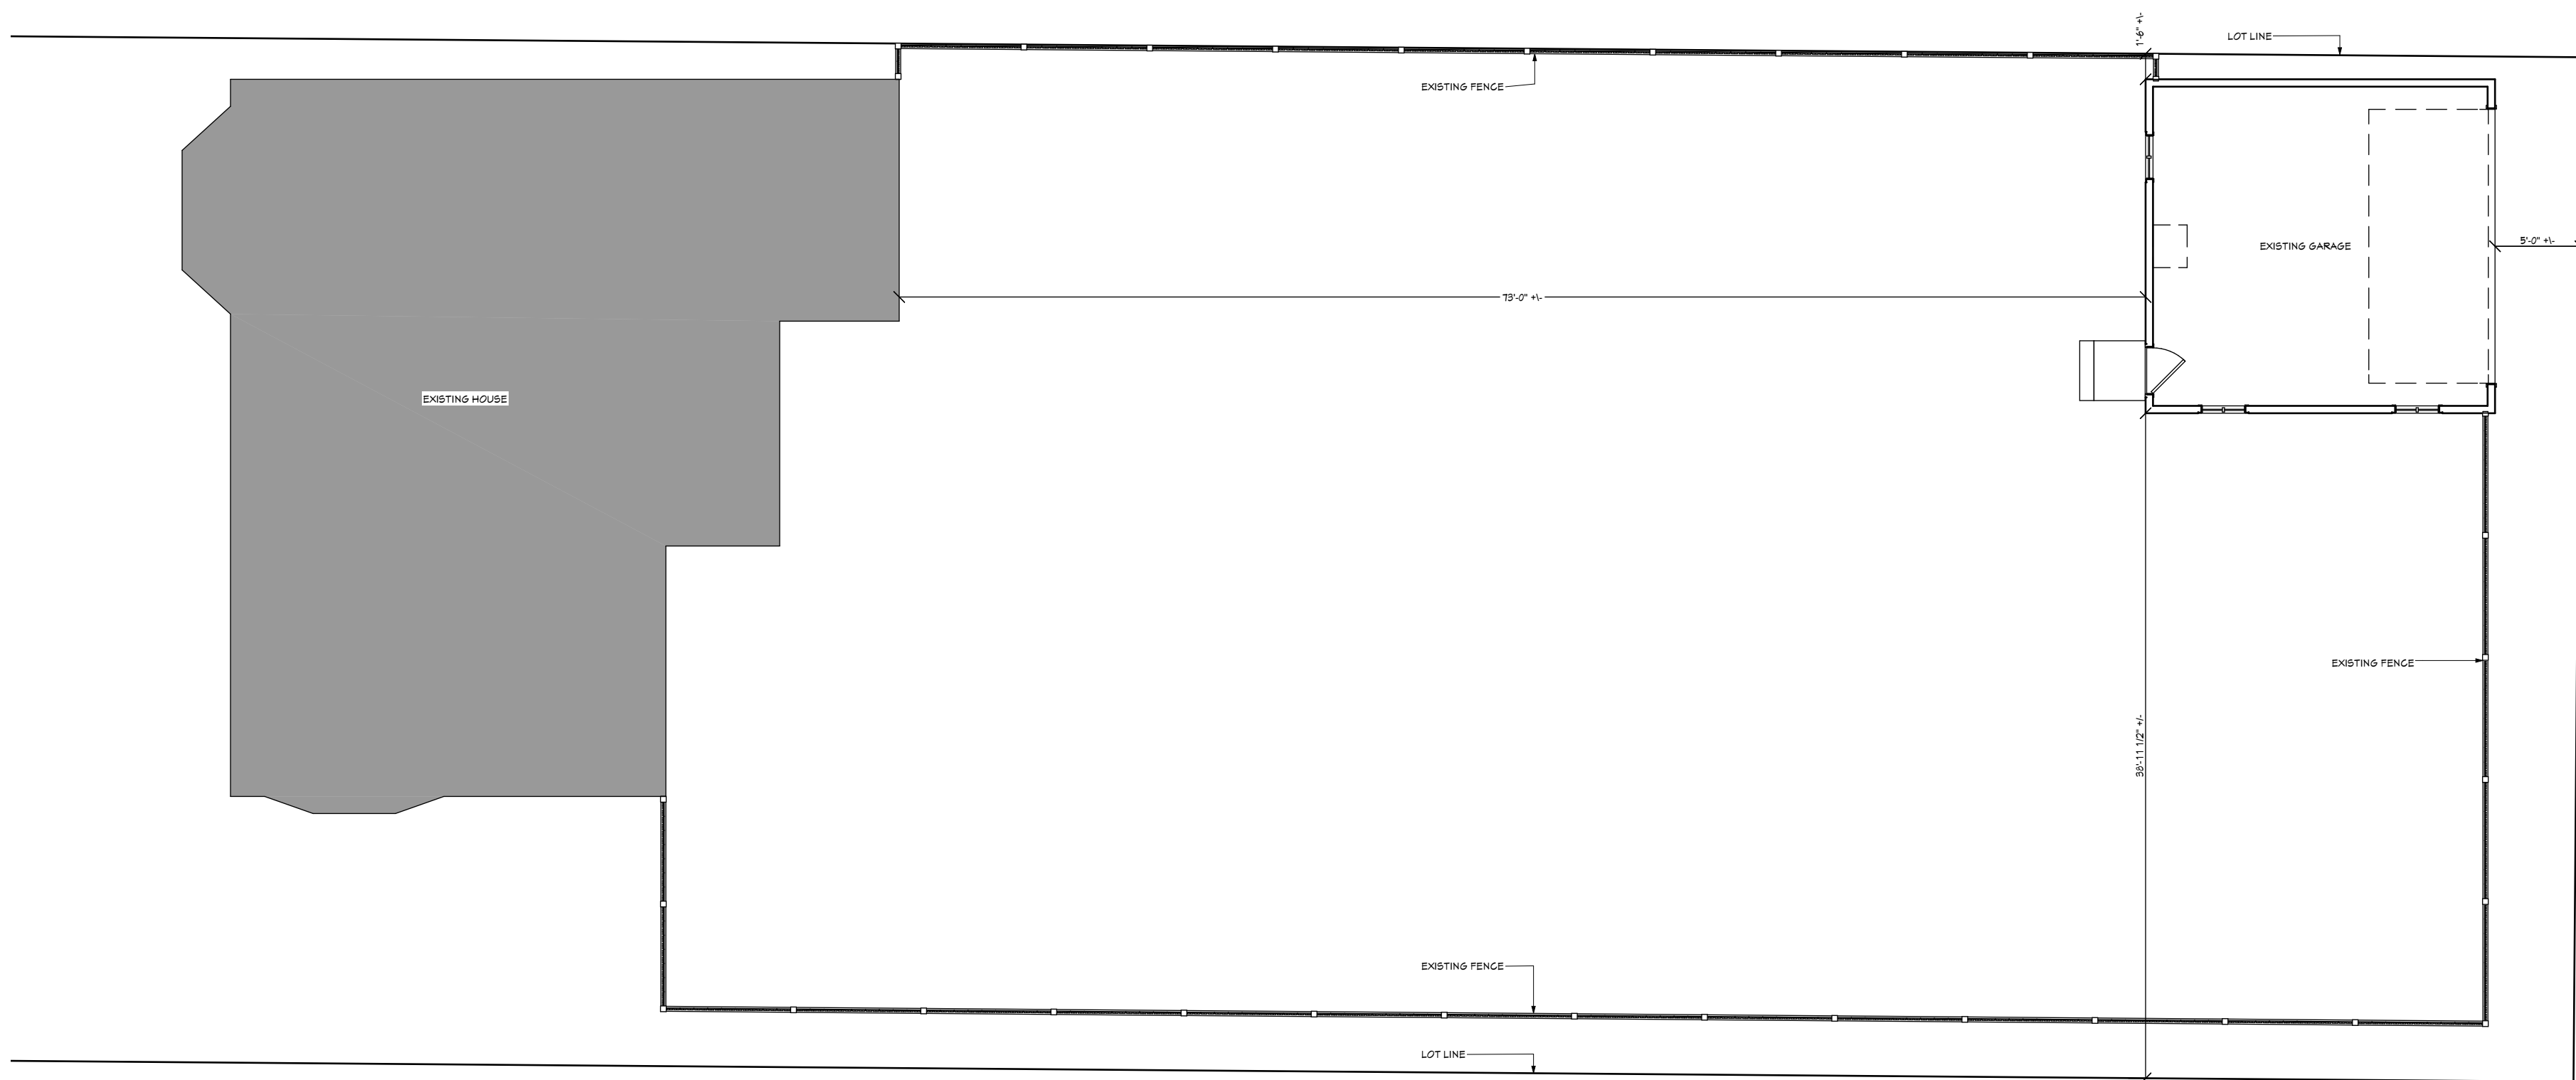 1'-6" +\-
LOT LINE
EXISTING FENCE
5'-0" +\-
EXISTING GARAGE
73'-0" +\-
EXISTING HOUSE
EXISTING FENCE
38'-11 1/2" +/-
EXISTING FENCE
LOT LINE